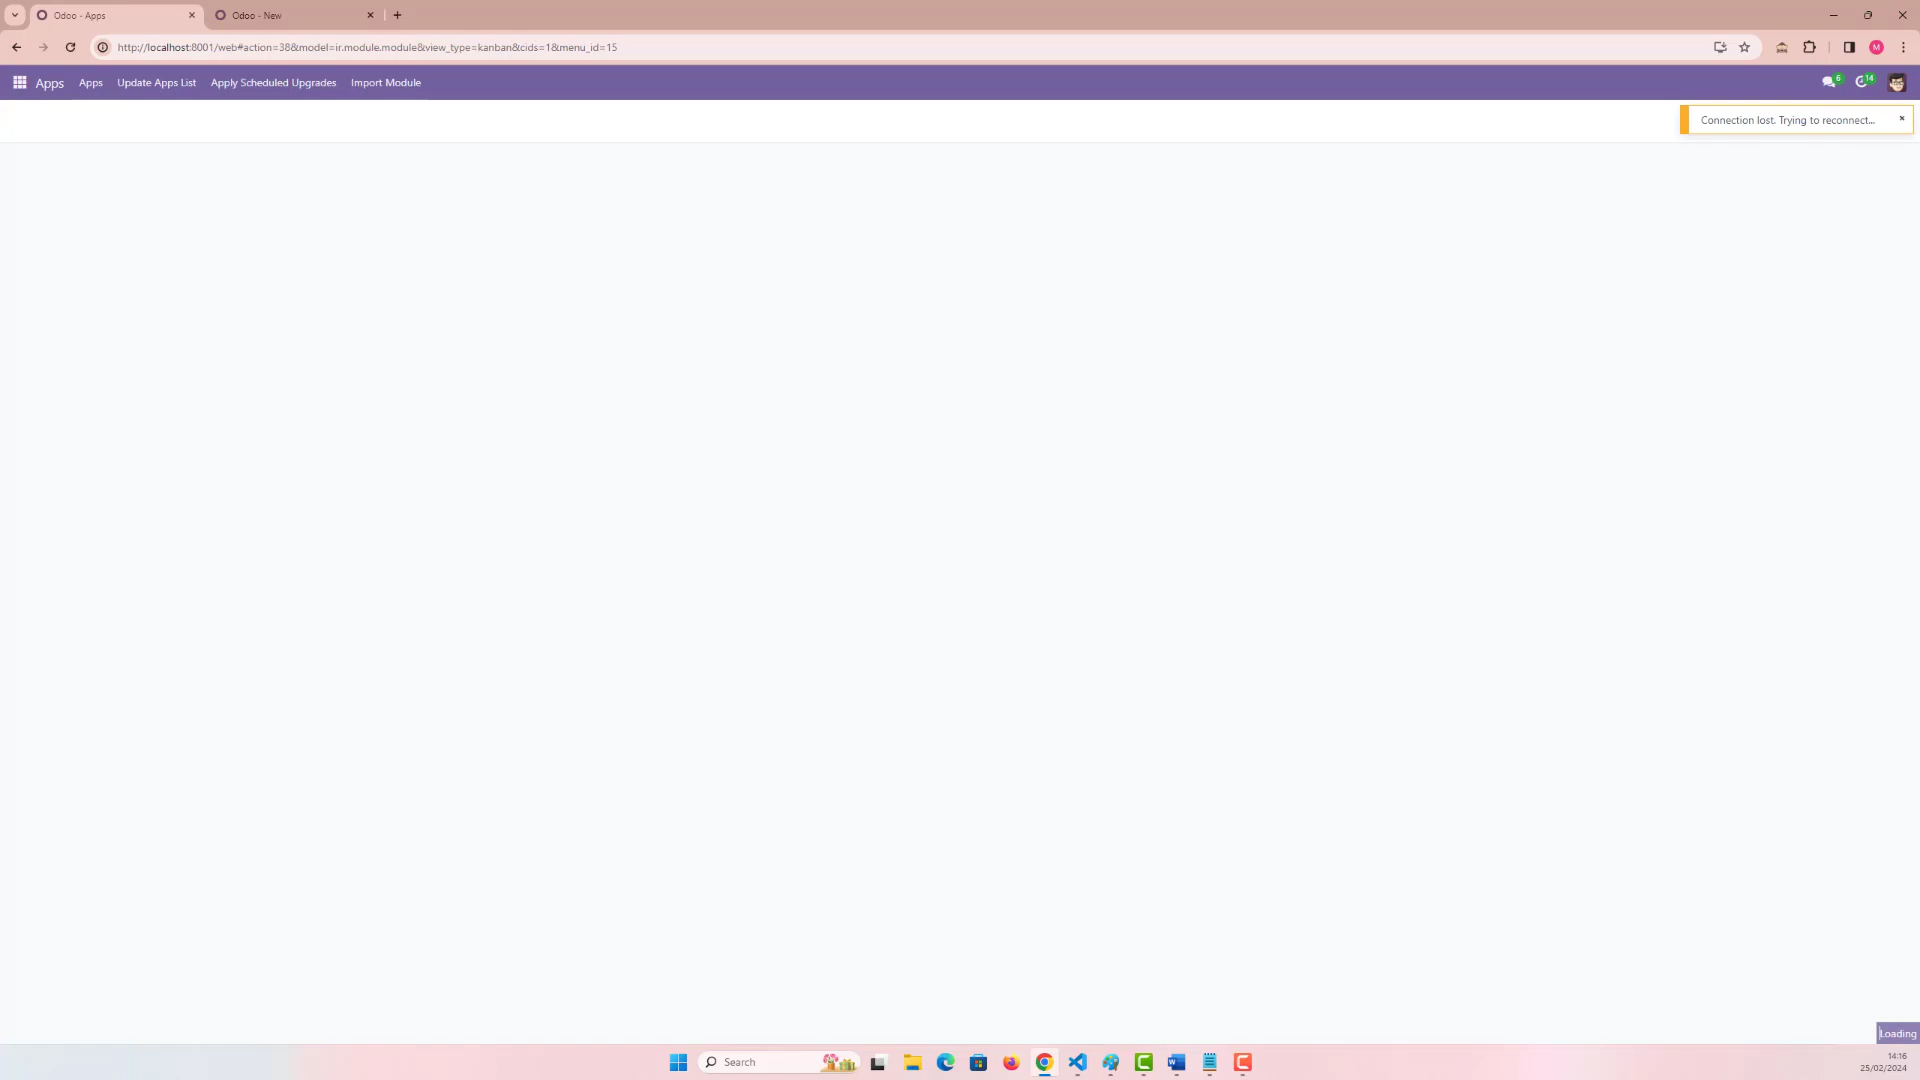 Odoo - Apps
Odoo - New
http://localhost:8001/web#action=38&model=ir.module.module&view_type=kanban&cids=1&menu_id=15
M
Apps
Apps
Update Apps List
Apply Scheduled Upgrades
Import Module
6
14
Connection lost. Trying to reconnect...
Loading
Search
14:16
25/02/2024